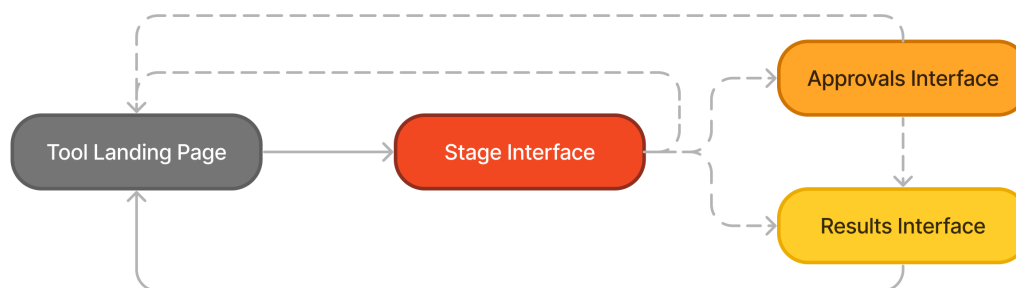 Approvals Interface
Tool Landing Page
Stage Interface
Results Interface